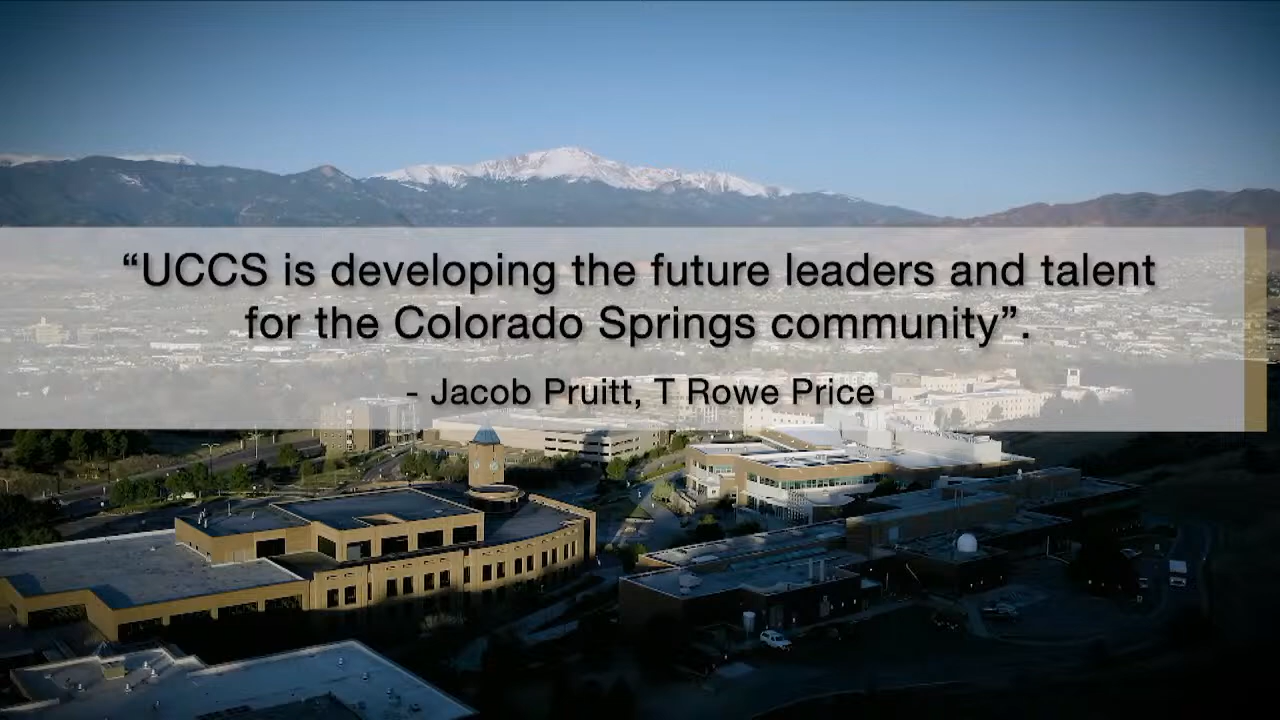 “UCCS is developing the future leaders and talent
for the Colorado Springs community”.
- Jacob Pruitt, T Rowe Price